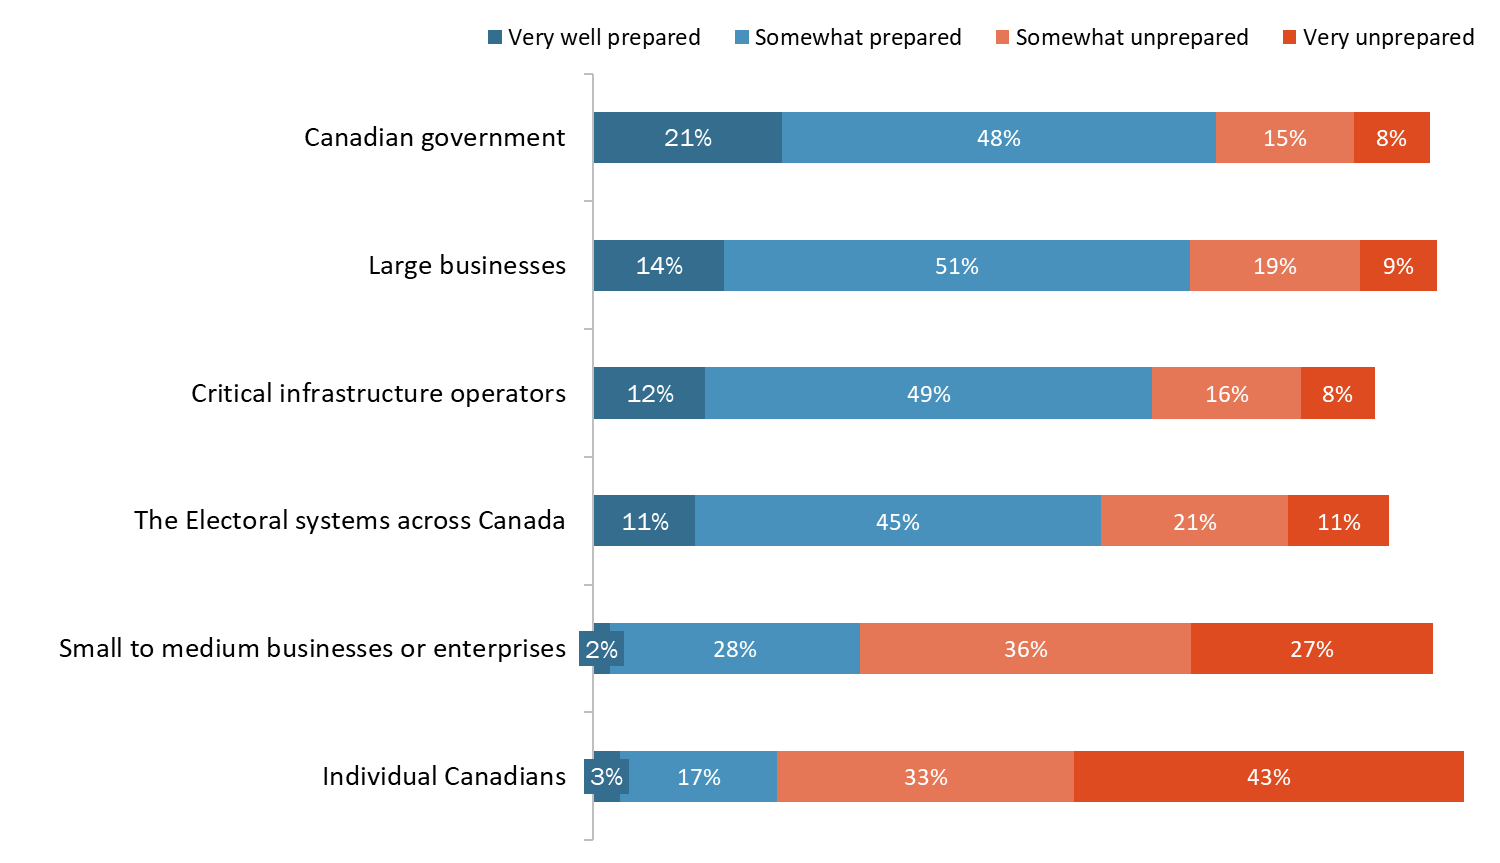 Very well prepared Somewhat prepared Somewhat unprepared Very unprepared
Canadian government 21% 48% 15% 8%
Large businesses 14% 51% 19% 9%
Critical infrastructure operators 12% 49% 16% 8%
The Electoral systems across Canada 11% 45% 21% 11%
Small to medium businesses or enterprises 2% 28% 36% 27%
Individual Canadians 3% 17% 33% 43%